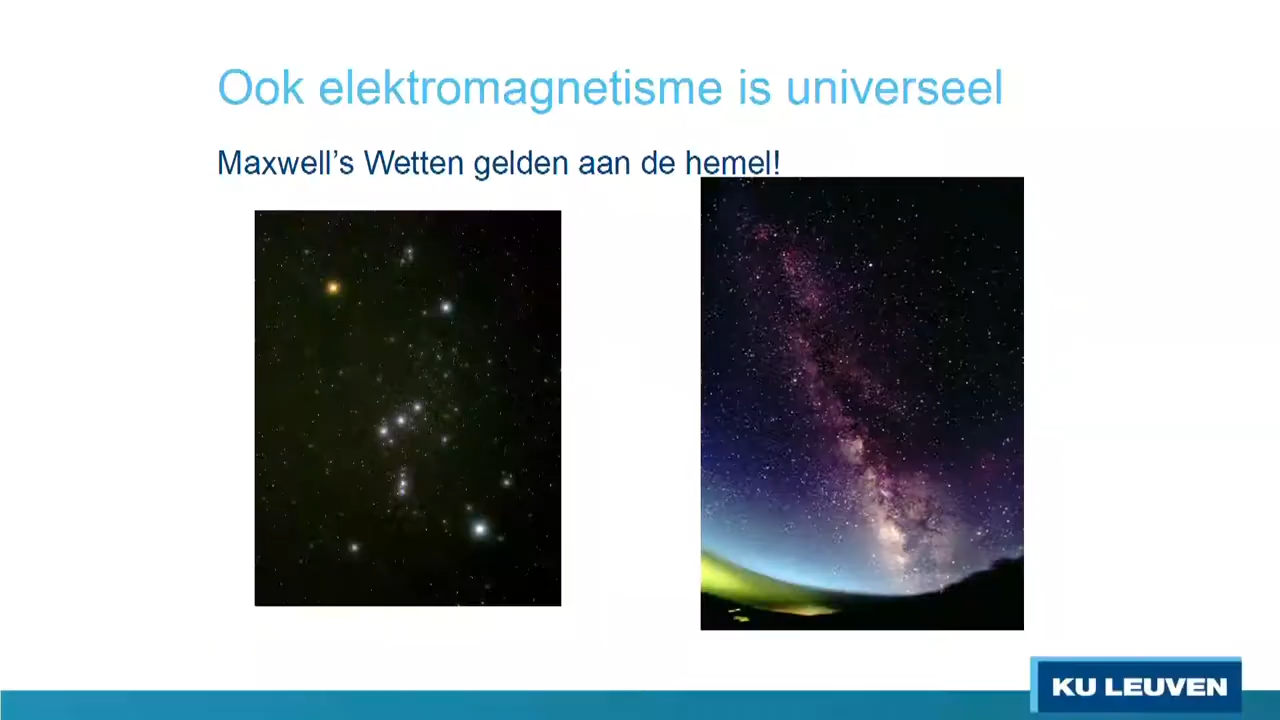 Ook elektromagnetisme is universeel
Maxwell's Wetten gelden aan de hemel!
KU LEUVEN